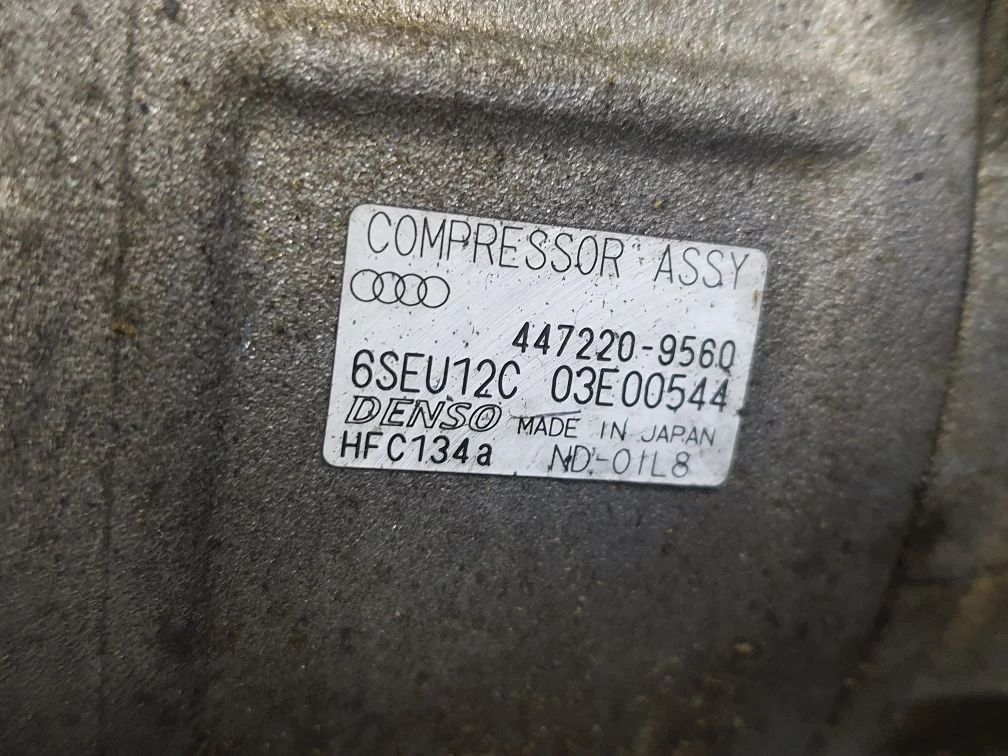 COMPRESSOR ASSY
447220-9560
6SEU12C 03E00544
DENSO MADE IN JAPAN
HFC134a ND-OIL8